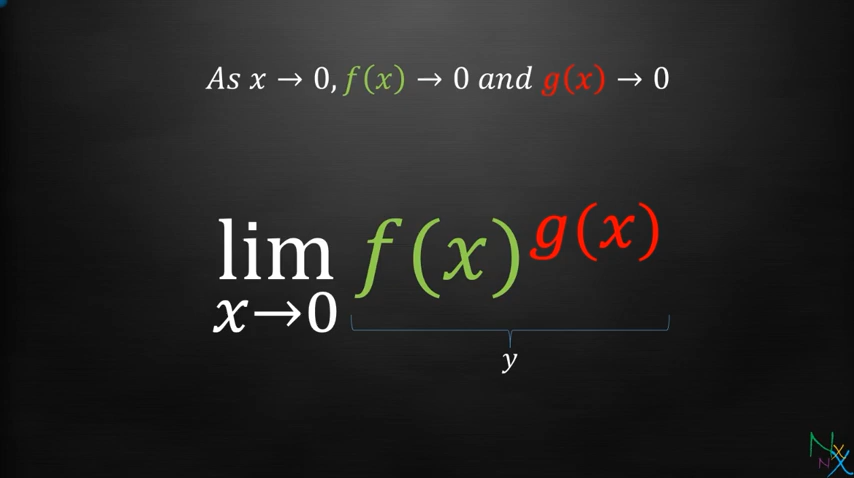 As x → 0, f(x) → 0 and g(x) → 0
lim x→0 f(x)^g(x)
y
N x N x